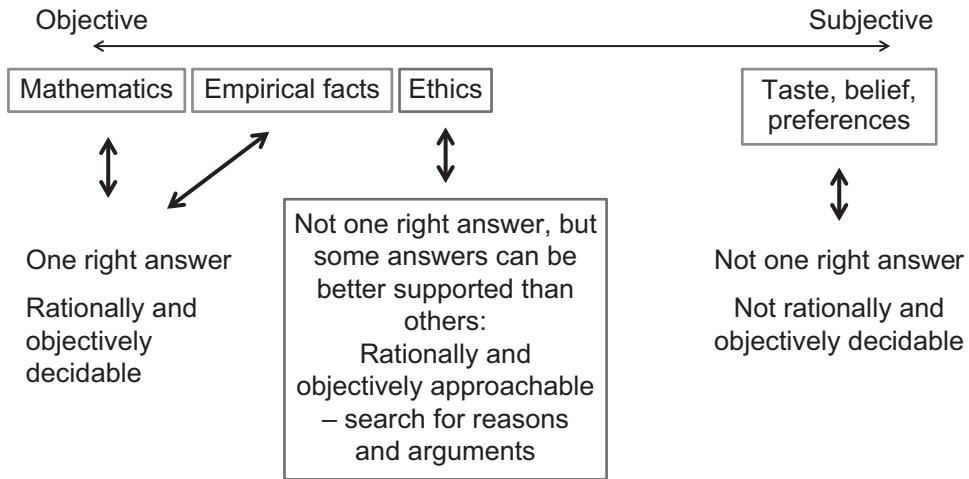 Objective
Subjective
Mathematics
Empirical facts
Ethics
Taste, belief,
preferences
One right answer
Rationally and
objectively
decidable
Not one right answer, but
some answers can be
better supported than
others:
Rationally and
objectively approachable
– search for reasons
and arguments
Not one right answer
Not rationally and
objectively decidable